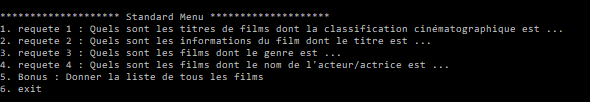 ******************** Standard Menu ********************
1. requete 1 : Quels sont les titres de films dont la classification cinématographique est ...
2. requete 2 : Quels sont les informations du film dont le titre est ...
3. requete 3 : Quels sont les films dont le genre est ...
4. requete 4 : Quels sont les films dont le nom de l'acteur/actrice est ...
5. Bonus : Donner la liste de tous les films
6. exit